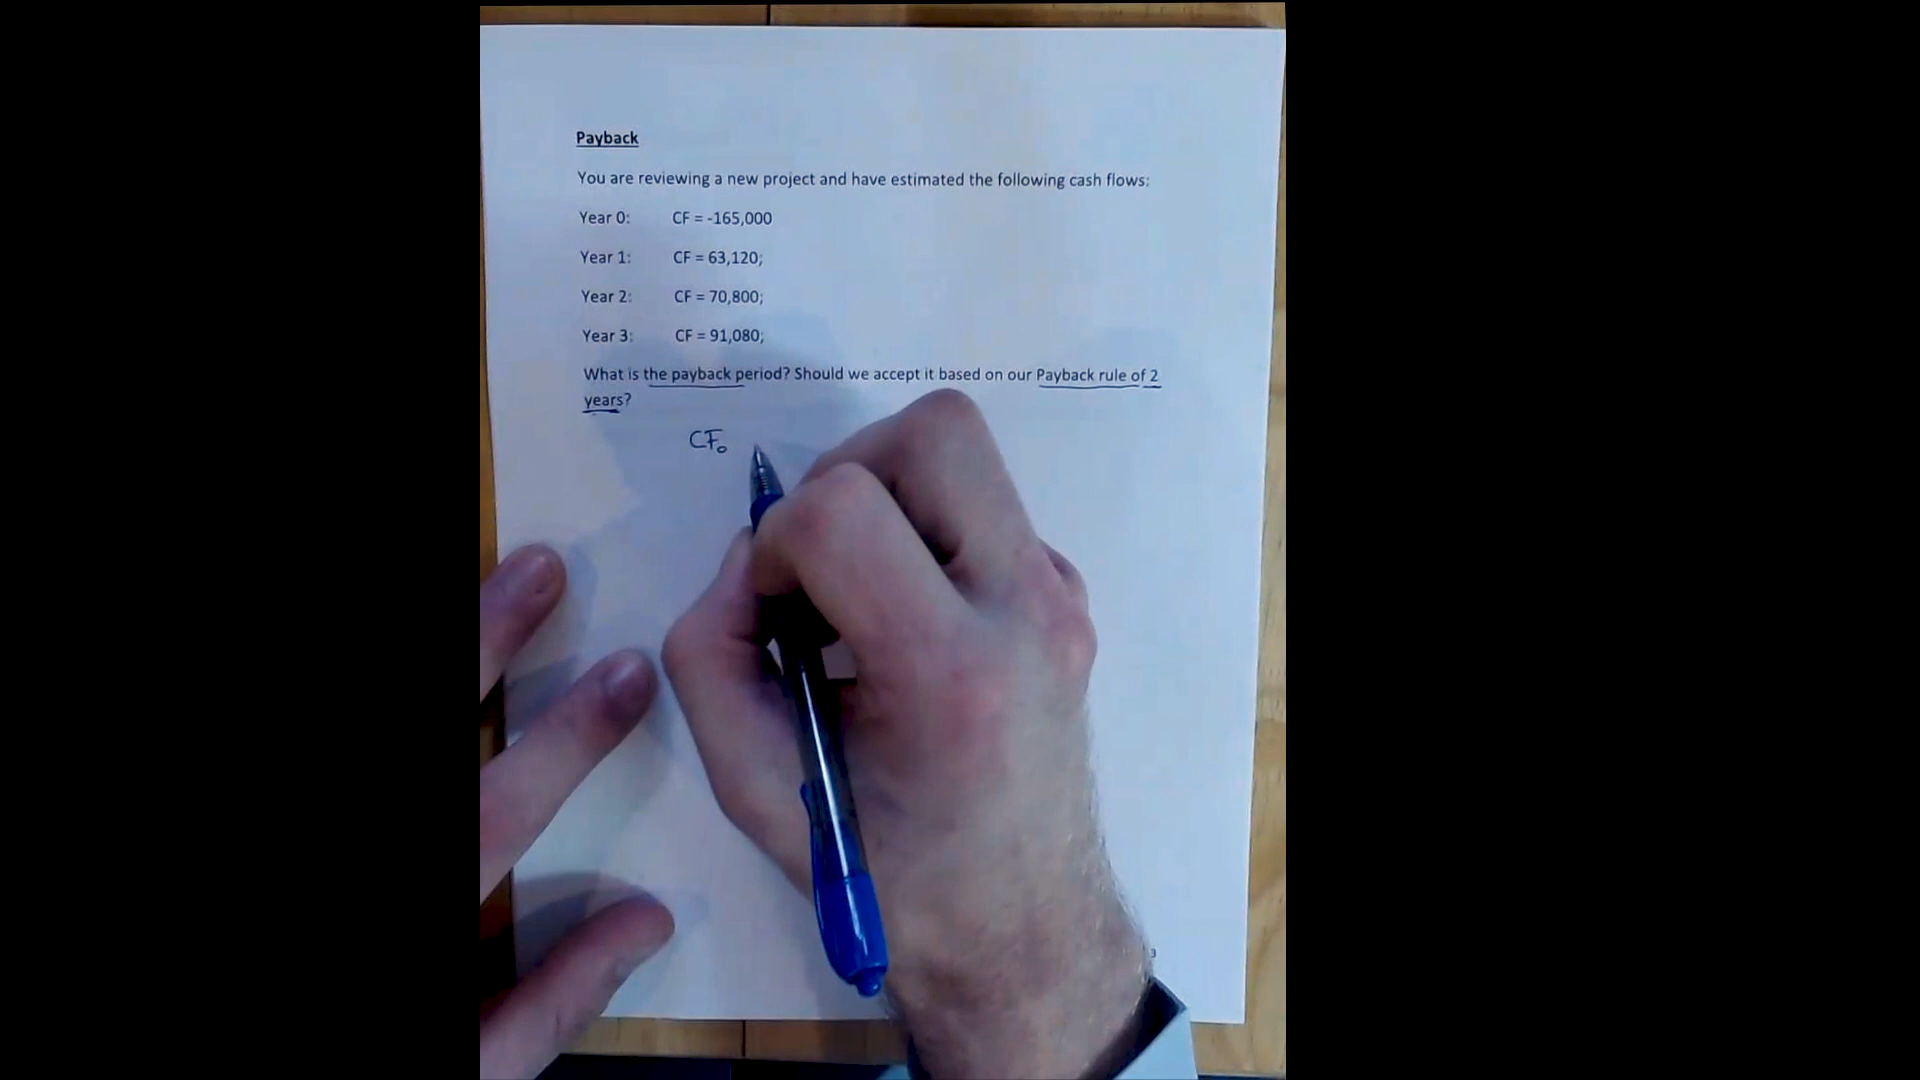 Payback
You are reviewing a new project and have estimated the following cash flows:
Year 0: CF = -165,000
Year 1: CF = 63,120;
Year 2: CF = 70,800;
Year 3: CF = 91,080;
What is the payback period? Should we accept it based on our Payback rule of 2
years?
CF₀
3